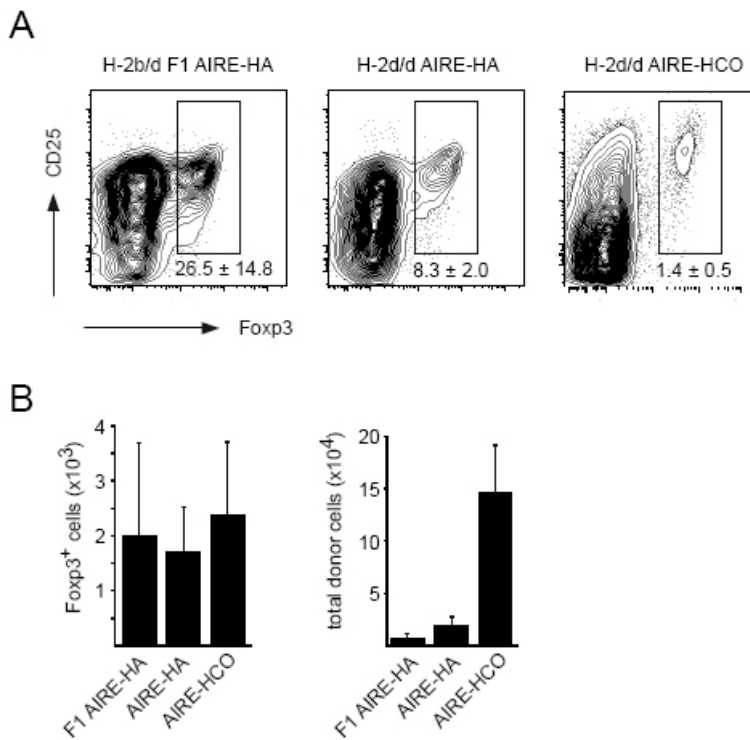 A
H-2b/d F1 AIRE-HA
H-2d/d AIRE-HA
H-2d/d AIRE-HCO
CD25
26.5 ± 14.8
8.3 ± 2.0
1.4 ± 0.5
Foxp3
B
Foxp3+ cells (x10³)
4
3
2
1
F1 AIRE-HA
AIRE-HA
AIRE-HCO
total donor cells (x10⁴)
20
15
10
5
F1 AIRE-HA
AIRE-HA
AIRE-HCO